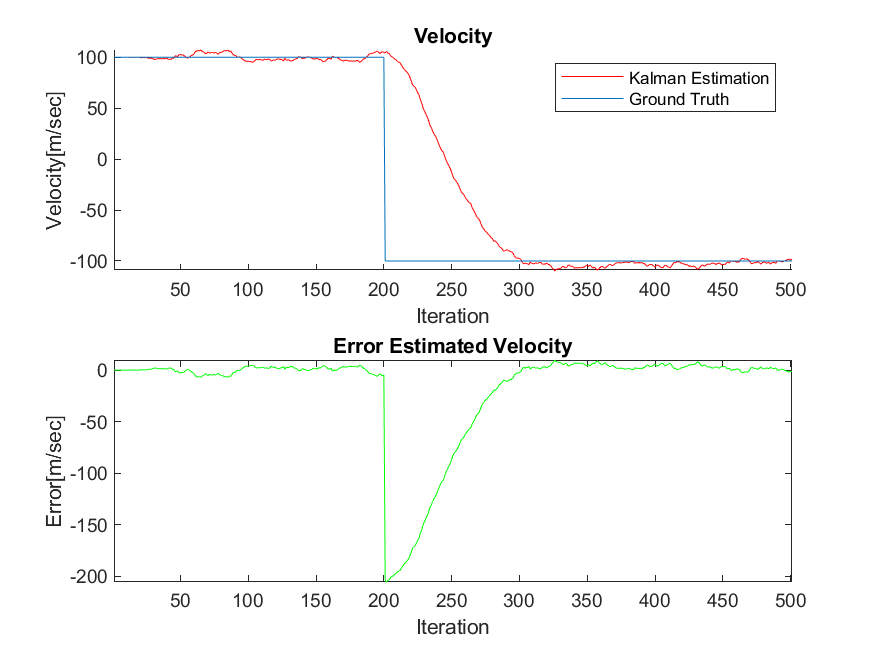 Velocity
Velocity[m/sec]
100
50
0
-50
-100
Kalman Estimation
Ground Truth
50 100 150 200 250 300 350 400 450 500
Iteration
Error Estimated Velocity
Error[m/sec]
0
-50
-100
-150
-200
50 100 150 200 250 300 350 400 450 500
Iteration